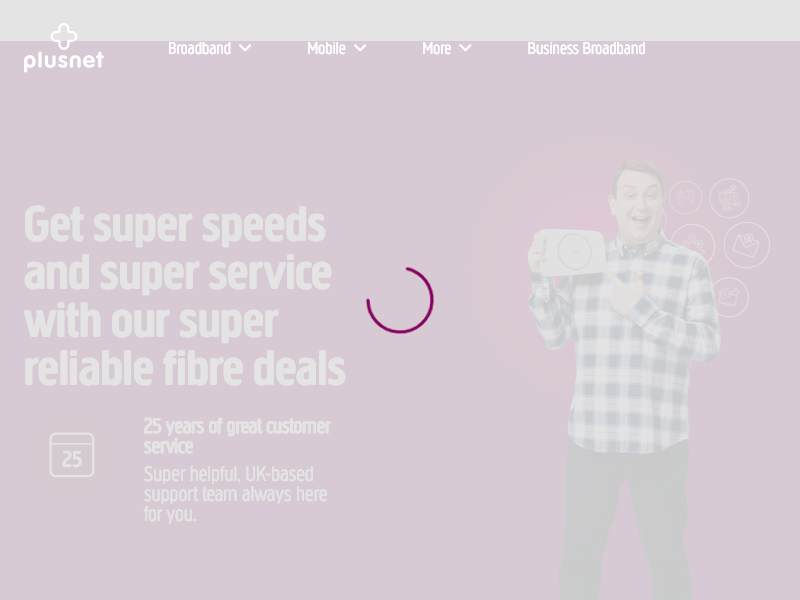 plusnet
Broadband
Mobile
More
Business Broadband
Get super speeds
and super service
with our super
reliable fibre deals
25
25 years of great customer
service
Super helpful, UK-based
support team always here
for you.